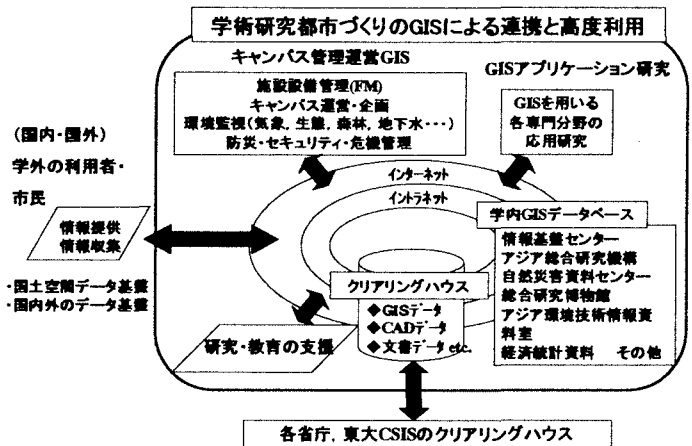 学術研究都市づくりのGISによる連携と高度利用
キャンパス管理運営GIS
施設設備管理(FM)
キャンパス運営・企画
環境監視(気象, 生態, 森林, 地下水・・・)
防災・セキュリティ・危機管理
GISアプリケーション研究
GISを用いる
各専門分野の
応用研究
(国内・国外)
学外の利用者・
市民
情報提供
情報収集
・国土空間データ基盤
・国内外のデータ基盤
インターネット
イントラネット
クリアリングハウス
◆GISデータ
◆CADデータ
◆文書データ etc.
学内GISデータベース
情報基盤センター
アジア総合研究機構
自然災害資料センター
総合研究博物館
アジア環境技術情報資
料室
経済統計資料 その他
研究・教育の支援
各省庁, 東大CSISのクリアリングハウス